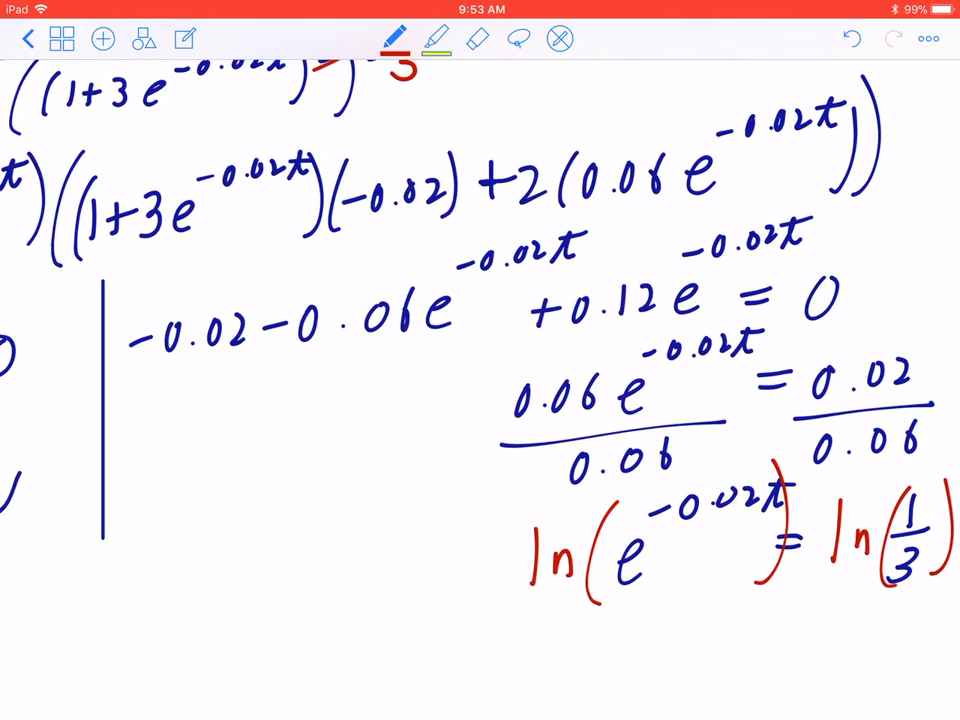 iPad 9:53 AM 99%
((1+3e^-0.02t)^-)^-3
t)((1+3e^-0.02t)(-0.02)+2(0.06e^-0.02t))
-0.02-0.06e^-0.02t +0.12e^-0.02t = 0
0.06e^-0.02t/0.06 = 0.02/0.06
ln(e^-0.02t) = ln(1/3)